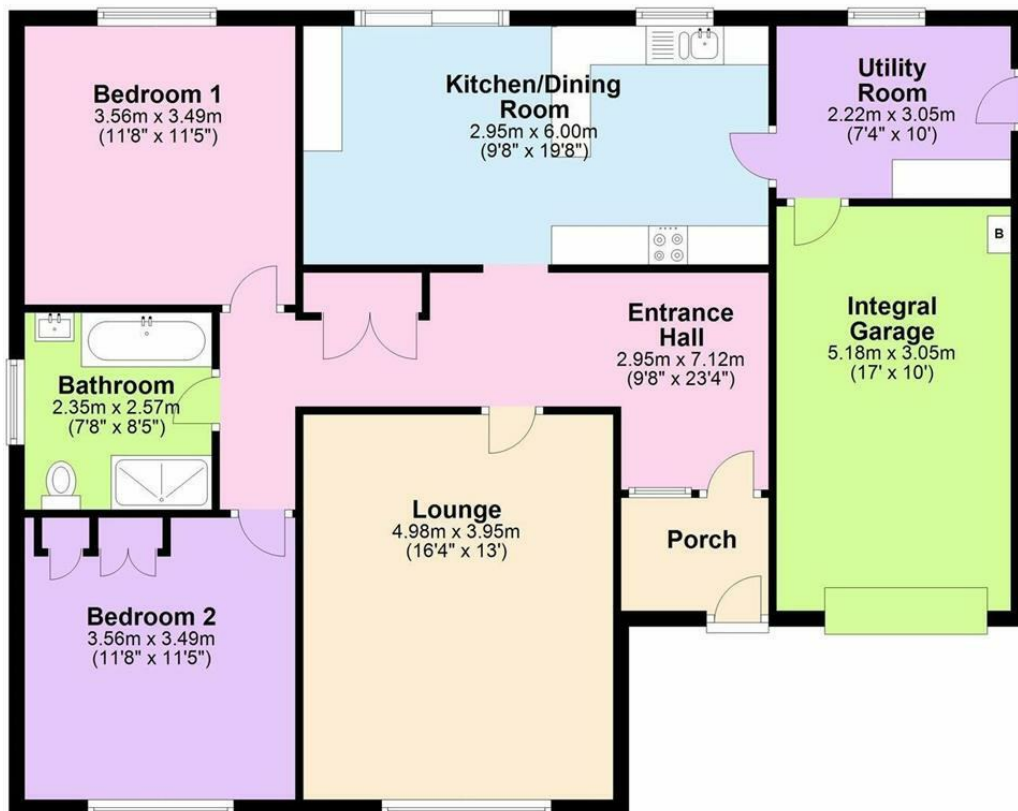 Bedroom 1
3.56m x 3.49m
(11'8" x 11'5")
Kitchen/Dining
Room
2.95m x 6.00m
(9'8" x 19'8")
Utility
Room
2.22m x 3.05m
(7'4" x 10')
B
Entrance
Hall
2.95m x 7.12m
(9'8" x 23'4")
Integral
Garage
5.18m x 3.05m
(17' x 10')
Bathroom
2.35m x 2.57m
(7'8" x 8'5")
Lounge
4.98m x 3.95m
(16'4" x 13')
Porch
Bedroom 2
3.56m x 3.49m
(11'8" x 11'5")